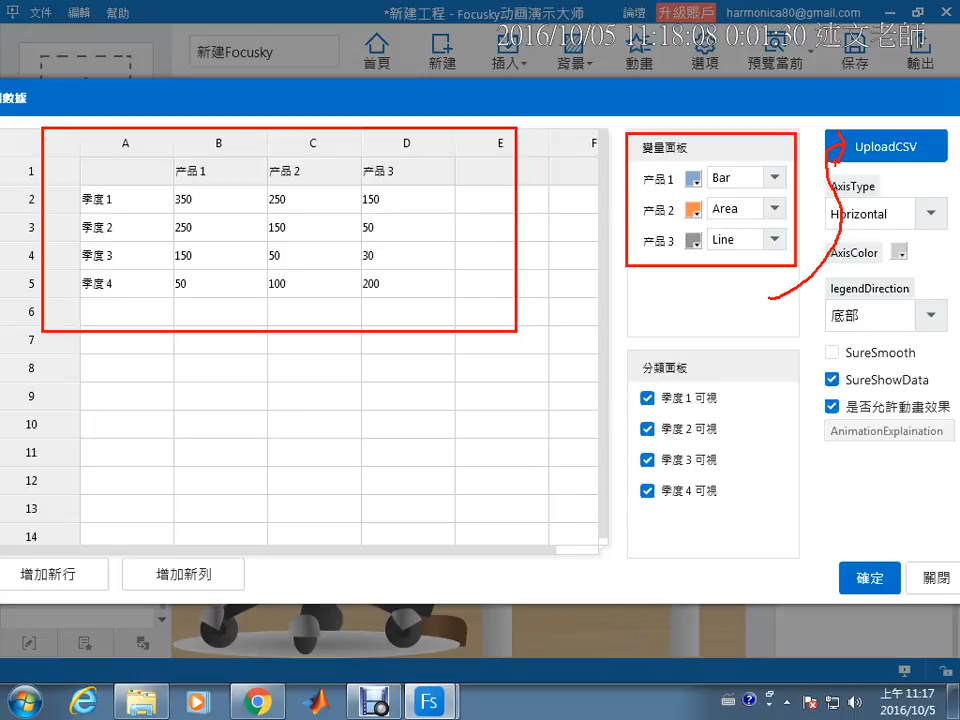 文件 編輯 幫助 *新建工程 - Focusky动画演示大师 論壇 升級賬戶 harmonica80@gmail.com
2016/10/05 11:18:08 0:01:30 述文老師
新建Focusky 首頁 新建 插入 背景 動畫 選項 預覽當前 保存 輸出
數據
A B C D E F
1 产品1 产品2 产品3
2 季度1 350 250 150
3 季度2 250 150 50
4 季度3 150 50 30
5 季度4 50 100 200
6
7
8
9
10
11
12
13
14
增加新行 增加新列
變量面板
产品1 Bar
产品2 Area
产品3 Line
分類面板
季度1可視
季度2可視
季度3可視
季度4可視
UploadCSV
AxisType
Horizontal
AxisColor
legendDirection
底部
SureSmooth
SureShowData
是否允許動畫效果
AnimationExplaination
確定 關閉
Fs
上午 11:17
2016/10/5